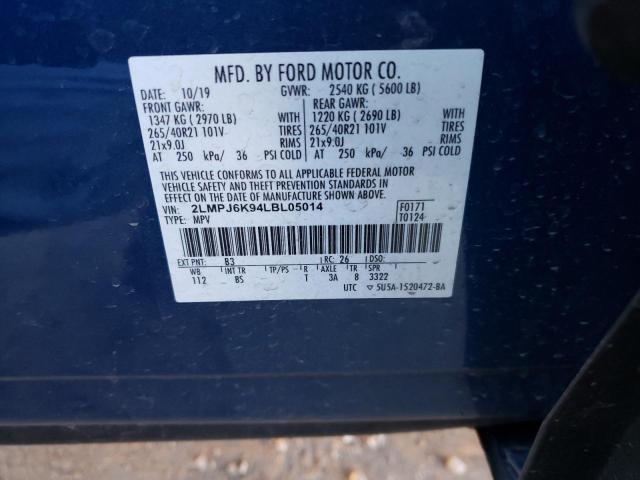 MFD. BY FORD MOTOR CO.
DATE: 10/19 GVWR: 2540 KG ( 5600 LB)
FRONT GAWR: REAR GAWR:
1347 KG ( 2970 LB) WITH 1220 KG ( 2690 LB) WITH
265/40R21 101V TIRES 265/40R21 101V TIRES
21x9.0J RIMS 21x9.0J RIMS
AT 250 kPa/ 36 PSI COLD AT 250 kPa/ 36 PSI COLD
THIS VEHICLE CONFORMS TO ALL APPLICABLE FEDERAL MOTOR
VEHICLE SAFETY AND THEFT PREVENTION STANDARDS IN
EFFECT ON THE DATE OF MANUFACTURE SHOWN ABOVE.
VIN: 2LMPJ6K94LBL05014 F0171
TYPE: MPV T0124
EXT PNT: B3 RC: 26 DSO:
WB INT TR TP/PS R AXLE TR SPR
112 BS T 3A 8 3322
UTC ▽5U5A-1520472-BA